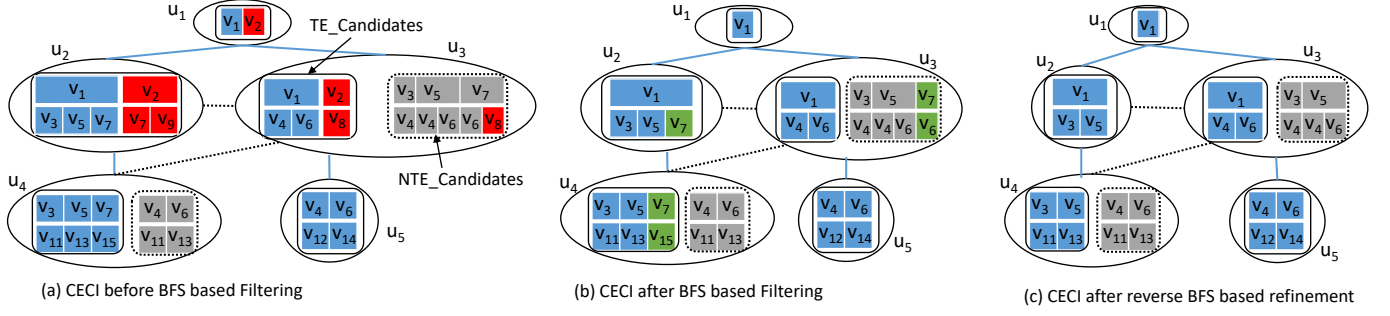 u1
v1 v2
TE_Candidates
u2
u3
v1 v2
v3 v5 v7 v7 v9
v1 v2
v4 v6 v8
v3 v5 v7
v4 v4 v6 v6 v8
NTE_Candidates
u4
v3 v5 v7
v11 v13 v15
v4 v6
v11 v13
v4 v6
v12 v14
u5
(a) CECI before BFS based Filtering
u1
v1
u2
u3
v1
v3 v5 v7
v1
v4 v6
v3 v5 v7
v4 v4 v6 v6
u4
v3 v5 v7
v11 v13 v15
v4 v6
v11 v13
v4 v6
v12 v14
u5
(b) CECI after BFS based Filtering
u1
v1
u2
u3
v1
v3 v5
v1
v4 v6
v3 v5
v4 v4 v6
u4
v3 v5
v11 v13
v4 v6
v11 v13
v4 v6
v12 v14
u5
(c) CECI after reverse BFS based refinement